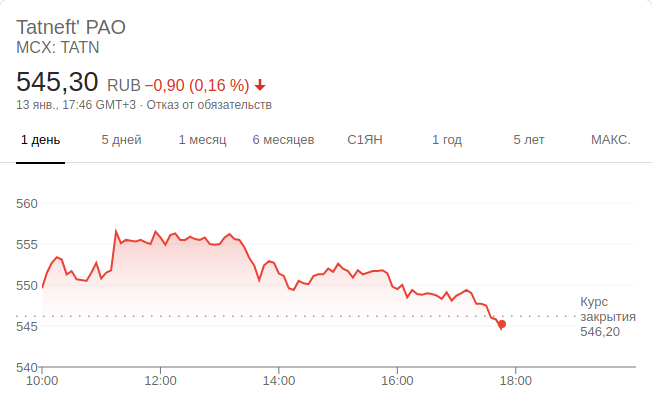 Tatneft' PAO
MCX: TATN
545,30 RUB −0,90 (0,16 %)
13 янв., 17:46 GMT+3 · Отказ от обязательств
1 день 5 дней 1 месяц 6 месяцев С1ЯН 1 год 5 лет МАКС.
560
555
550
545
540
Курс
закрытия
546,20
10:00 12:00 14:00 16:00 18:00